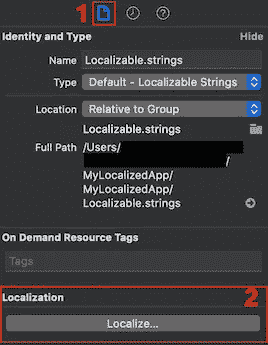 1
Identity and Type Hide
Name Localizable.strings
Type Default - Localizable Strings
Location Relative to Group
Localizable.strings
Full Path /Users/
/
MyLocalizedApp/
MyLocalizedApp/
Localizable.strings
On Demand Resource Tags
Tags
Localization 2
Localize...